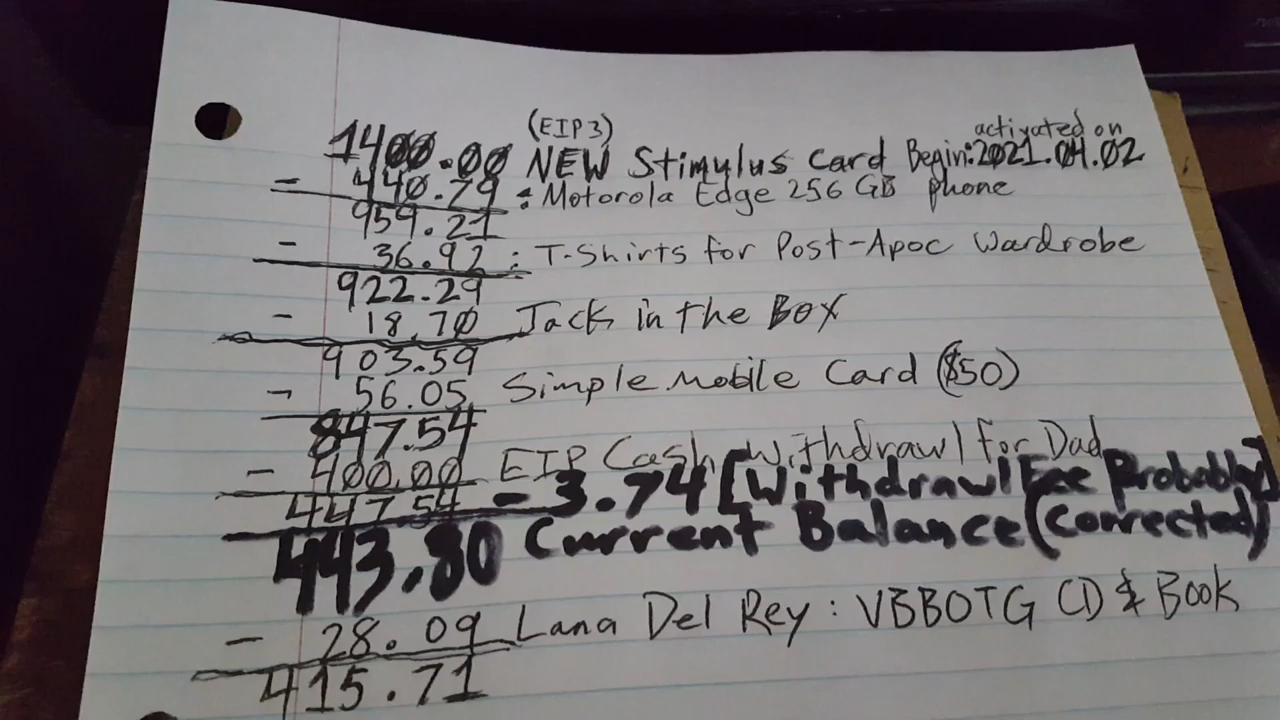 (EIP3)
activated on
1400.00 NEW Stimulus Card Begin: 2021.04.02
- 440.79 : Motorola Edge 256 GB phone
959.21
- 36.92 : T-Shirts for Post-Apoc Wardrobe
922.29
- 18.70 Jack in the BOX
903.59
- 56.05 Simple Mobile Card ($50)
847.54
- 400.00 EIP Cash Withdrawl for Dad
447.54 - 3.74 [Withdrawl Fee Probably]
443.80 Current Balance (Corrected)
- 28.09 Lana Del Rey: VBBOTG CD & Book
415.71